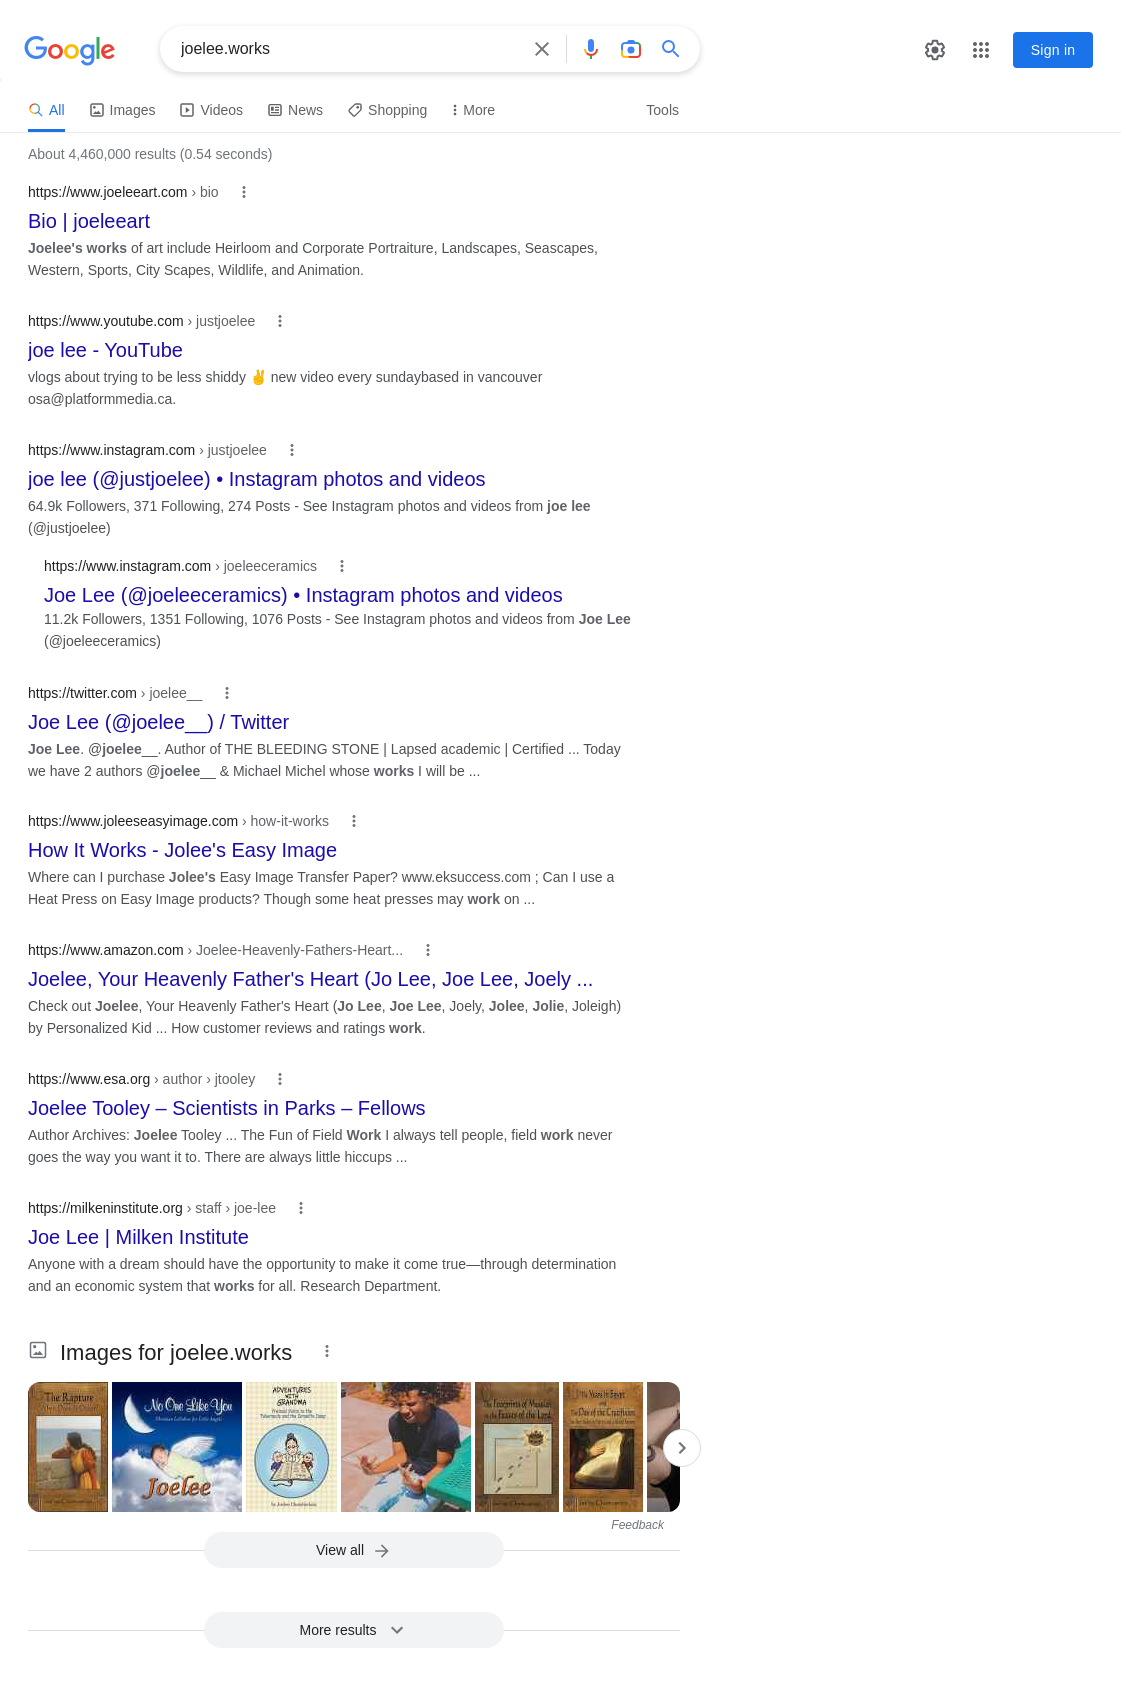 Google
joelee.works
Sign in
All
Images
Videos
News
Shopping
More
Tools
About 4,460,000 results (0.54 seconds)
https://www.joeleeart.com › bio
Bio | joeleeart
Joelee's works of art include Heirloom and Corporate Portraiture, Landscapes, Seascapes,
Western, Sports, City Scapes, Wildlife, and Animation.
https://www.youtube.com › justjoelee
joe lee - YouTube
vlogs about trying to be less shiddy ✌ new video every sundaybased in vancouver
osa@platformmedia.ca.
https://www.instagram.com › justjoelee
joe lee (@justjoelee) • Instagram photos and videos
64.9k Followers, 371 Following, 274 Posts - See Instagram photos and videos from joe lee
(@justjoelee)
https://www.instagram.com › joeleeceramics
Joe Lee (@joeleeceramics) • Instagram photos and videos
11.2k Followers, 1351 Following, 1076 Posts - See Instagram photos and videos from Joe Lee
(@joeleeceramics)
https://twitter.com › joelee__
Joe Lee (@joelee__) / Twitter
Joe Lee. @joelee__. Author of THE BLEEDING STONE | Lapsed academic | Certified ... Today
we have 2 authors @joelee__ & Michael Michel whose works I will be ...
https://www.joleeseasyimage.com › how-it-works
How It Works - Jolee's Easy Image
Where can I purchase Jolee's Easy Image Transfer Paper? www.eksuccess.com ; Can I use a
Heat Press on Easy Image products? Though some heat presses may work on ...
https://www.amazon.com › Joelee-Heavenly-Fathers-Heart...
Joelee, Your Heavenly Father's Heart (Jo Lee, Joe Lee, Joely ...
Check out Joelee, Your Heavenly Father's Heart (Jo Lee, Joe Lee, Joely, Jolee, Jolie, Joleigh)
by Personalized Kid ... How customer reviews and ratings work.
https://www.esa.org › author › jtooley
Joelee Tooley – Scientists in Parks – Fellows
Author Archives: Joelee Tooley ... The Fun of Field Work I always tell people, field work never
goes the way you want it to. There are always little hiccups ...
https://milkeninstitute.org › staff › joe-lee
Joe Lee | Milken Institute
Anyone with a dream should have the opportunity to make it come true—through determination
and an economic system that works for all. Research Department.
Images for joelee.works
The Rapture
No One Like You
Joelee
ADVENTURES
WITH
GRANDMA
The Footprints of Messiah
in the Feasts of the Lord
The Years in Egypt
and
The Day of the Crucifixion
Feedback
View all
More results